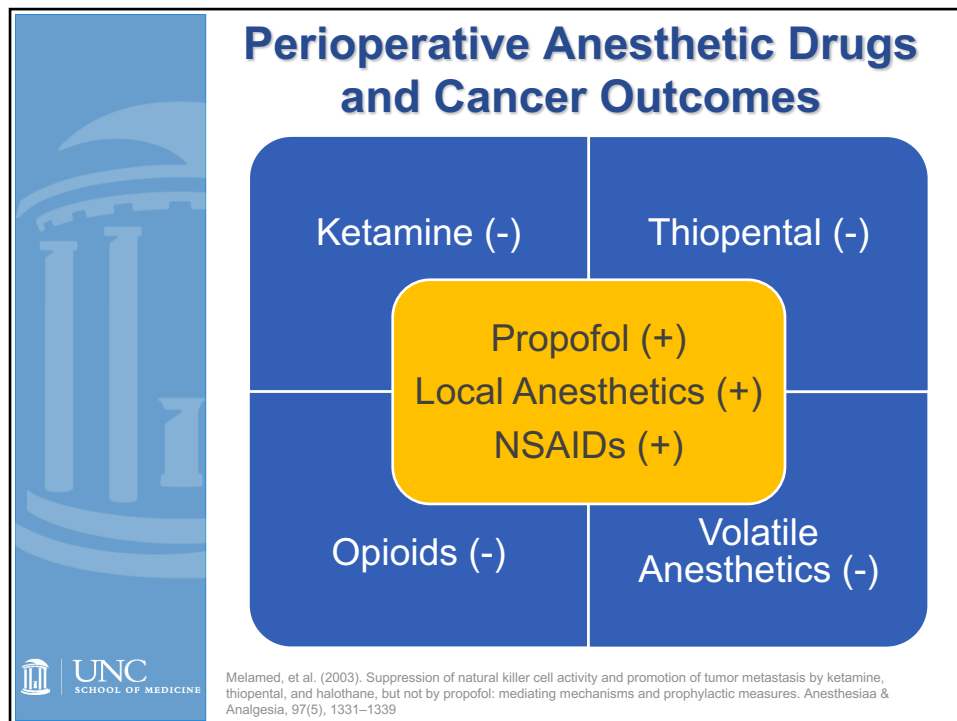 Perioperative Anesthetic Drugs
and Cancer Outcomes
Ketamine (-)
Thiopental (-)
Propofol (+)
Local Anesthetics (+)
NSAIDs (+)
Opioids (-)
Volatile
Anesthetics (-)
UNC
SCHOOL OF MEDICINE
Melamed, et al. (2003). Suppression of natural killer cell activity and promotion of tumor metastasis by ketamine,
thiopental, and halothane, but not by propofol: mediating mechanisms and prophylactic measures. Anesthesiaa &
Analgesia, 97(5), 1331–1339